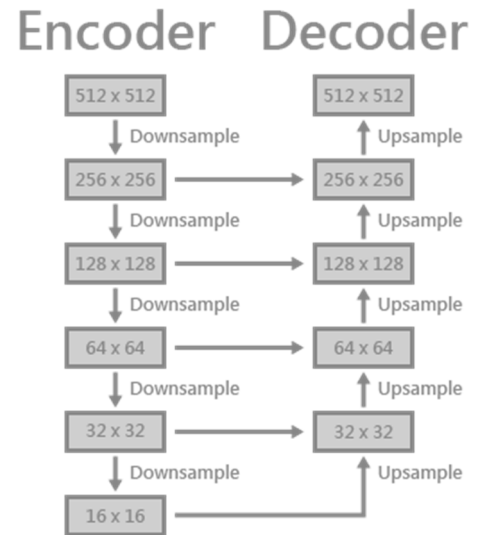 Encoder Decoder
512 x 512 512 x 512
Downsample Upsample
256 x 256 256 x 256
Downsample Upsample
128 x 128 128 x 128
Downsample Upsample
64 x 64 64 x 64
Downsample Upsample
32 x 32 32 x 32
Downsample Upsample
16 x 16